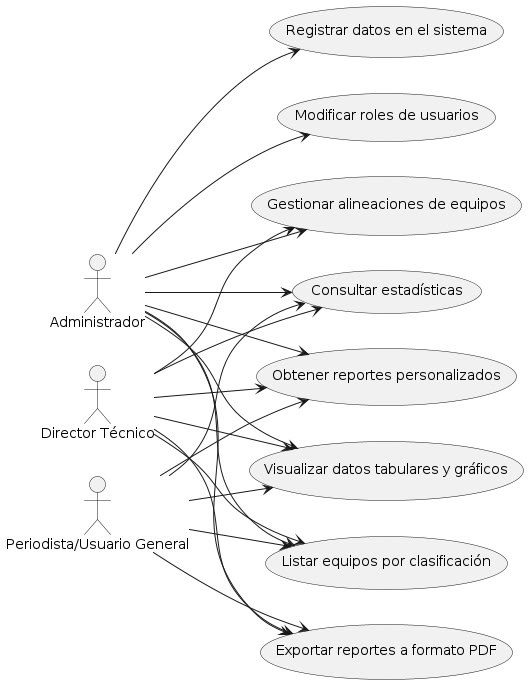 Registrar datos en el sistema
Modificar roles de usuarios
Gestionar alineaciones de equipos
Consultar estadísticas
Administrador
Obtener reportes personalizados
Director Técnico
Visualizar datos tabulares y gráficos
Periodista/Usuario General
Listar equipos por clasificación
Exportar reportes a formato PDF